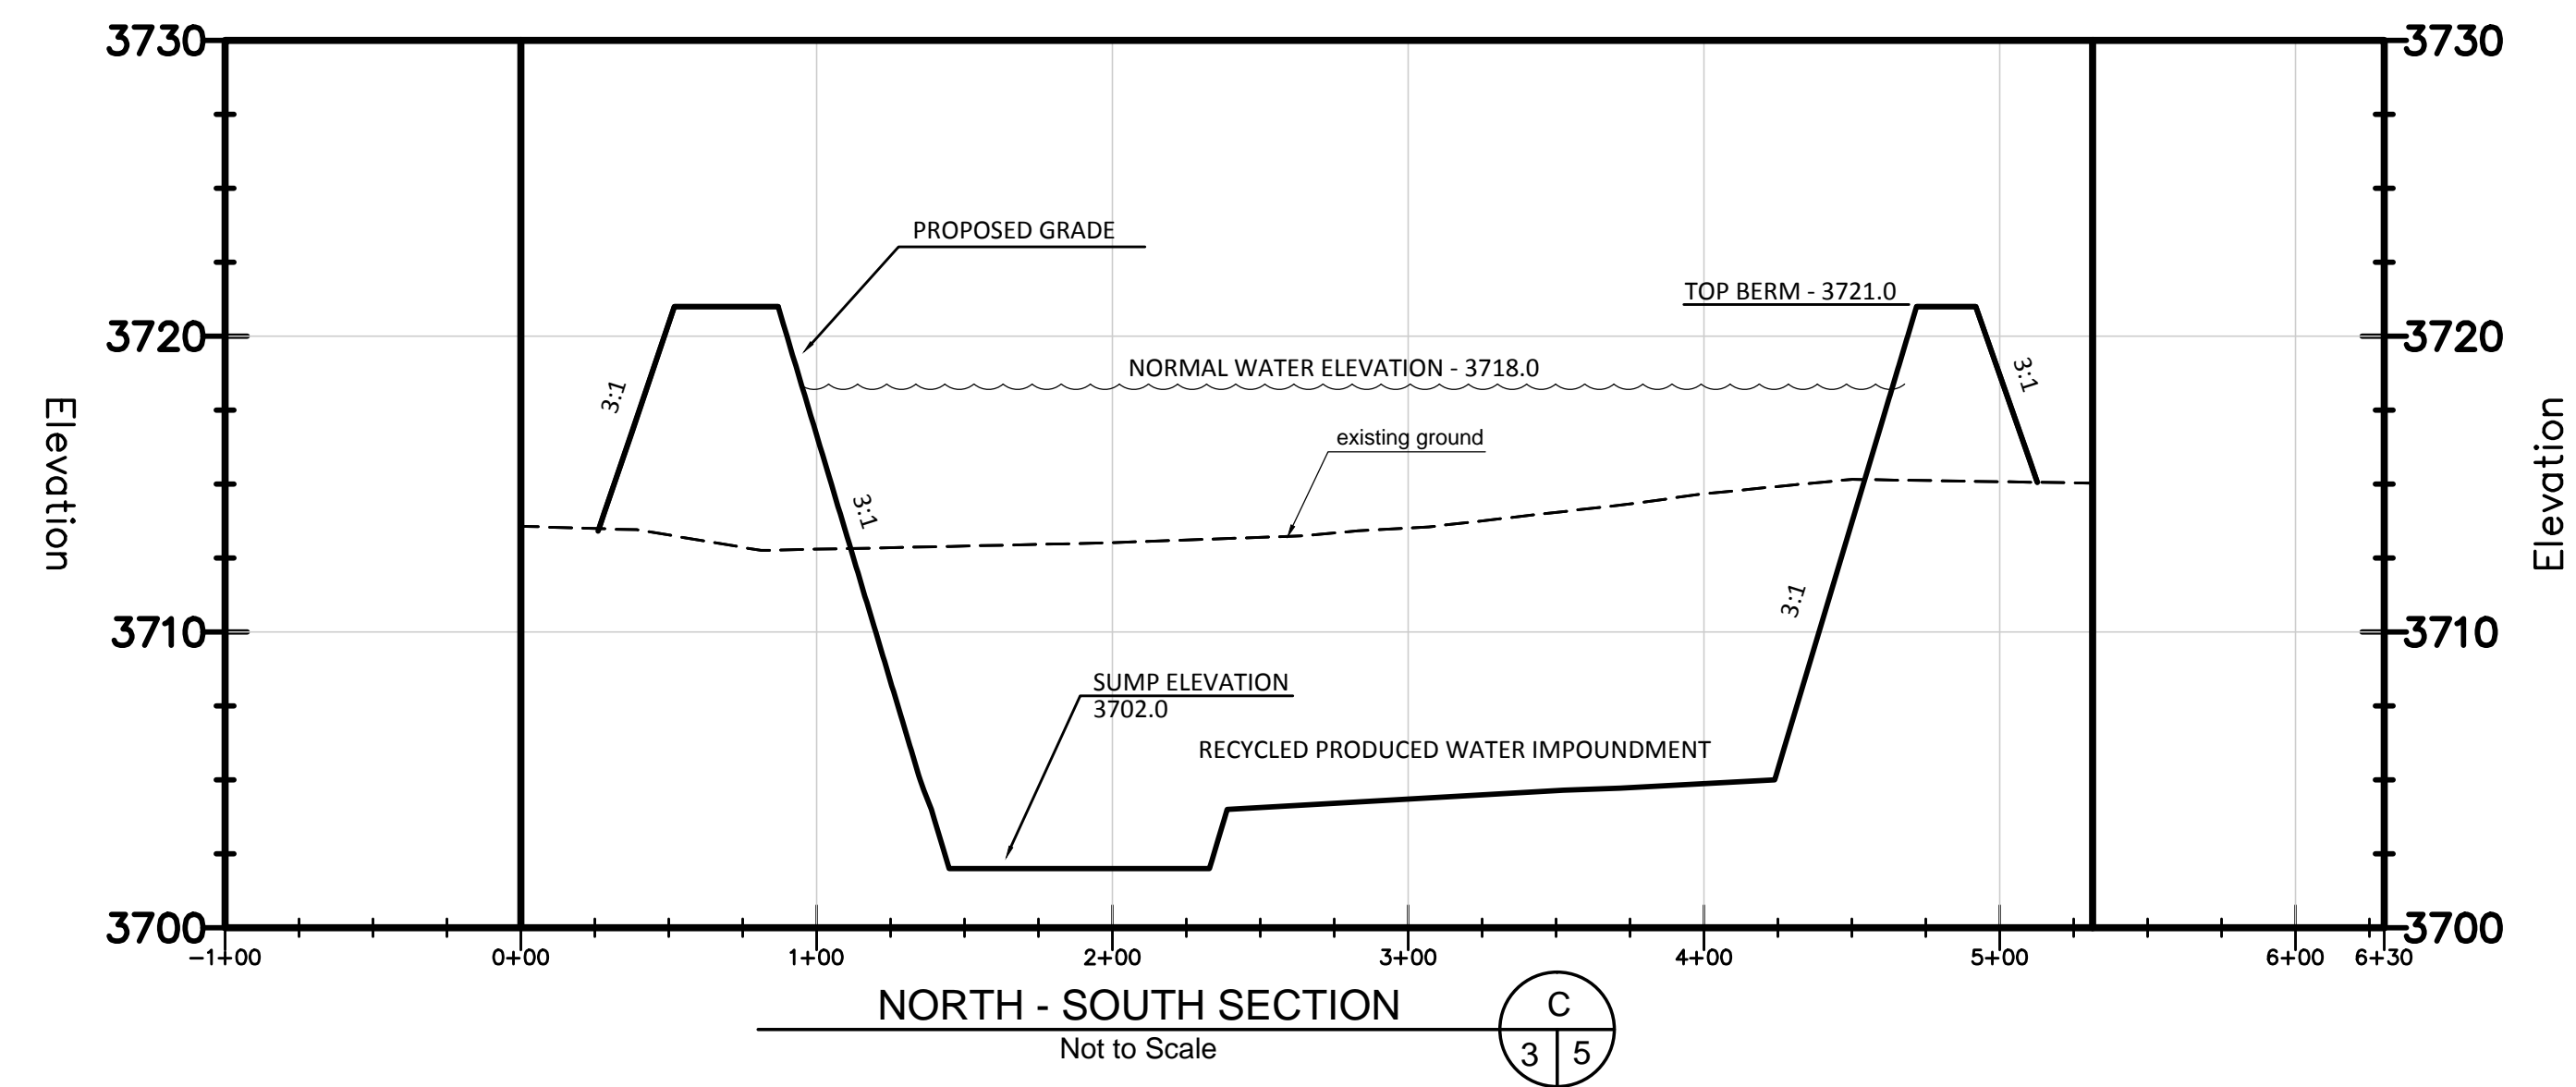 3730
3730
PROPOSED GRADE
TOP BERM - 3721.0
3720
3720
NORMAL WATER ELEVATION - 3718.0
3:1
3:1
Elevation
Elevation
existing ground
3:1
3:1
3710
3710
SUMP ELEVATION
3702.0
RECYCLED PRODUCED WATER IMPOUNDMENT
3700
3700
−1+00 0+00 1+00 2+00 3+00 4+00 5+00 6+00 6+30
NORTH - SOUTH SECTION
C
Not to Scale
3 5